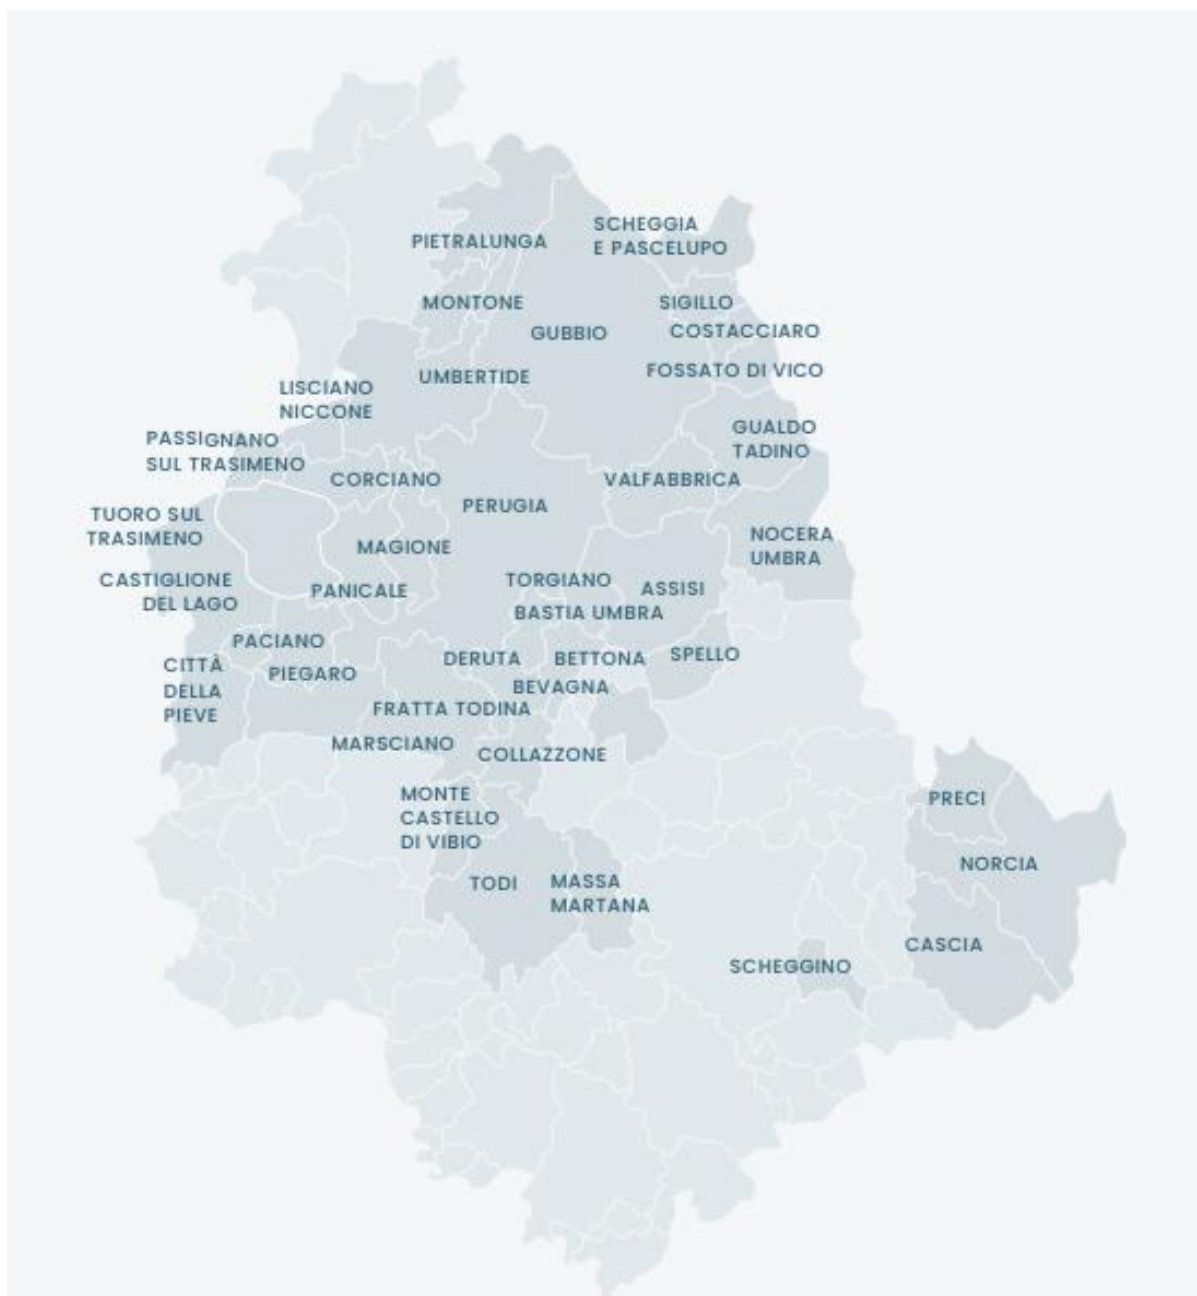 SCHEGGIA
E PASCELUPO
PIETRALUNGA
MONTONE
SIGILLO
GUBBIO
COSTACCIARO
FOSSATO DI VICO
UMBERTIDE
LISCIANO
NICCONE
GUALDO
TADINO
PASSIGNANO
SUL TRASIMENO
CORCIANO
VALFABBRICA
PERUGIA
TUORO SUL
TRASIMENO
NOCERA
UMBRA
MAGIONE
CASTIGLIONE
DEL LAGO
PANICALE
TORGIANO
ASSISI
BASTIA UMBRA
PACIANO
CITTÀ
DELLA
PIEVE
PIEGARO
DERUTA
BETTONA
SPELLO
BEVAGNA
FRATTA TODINA
MARSCIANO
COLLAZZONE
MONTE
CASTELLO
DI VIBIO
PRECI
NORCIA
TODI
MASSA
MARTANA
CASCIA
SCHEGGINO